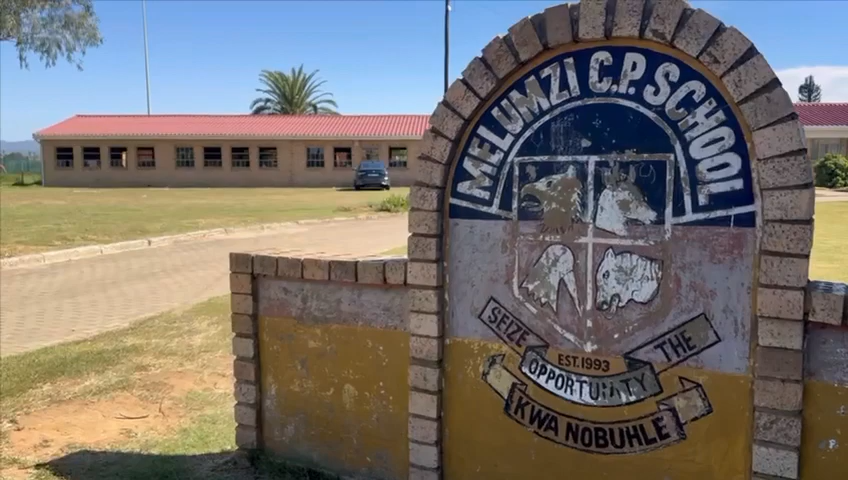 MELUMZI C.P. SCHOOL
SEIZE THE
EST. 1993
OPPORTUNITY
KWA NOBUHLE